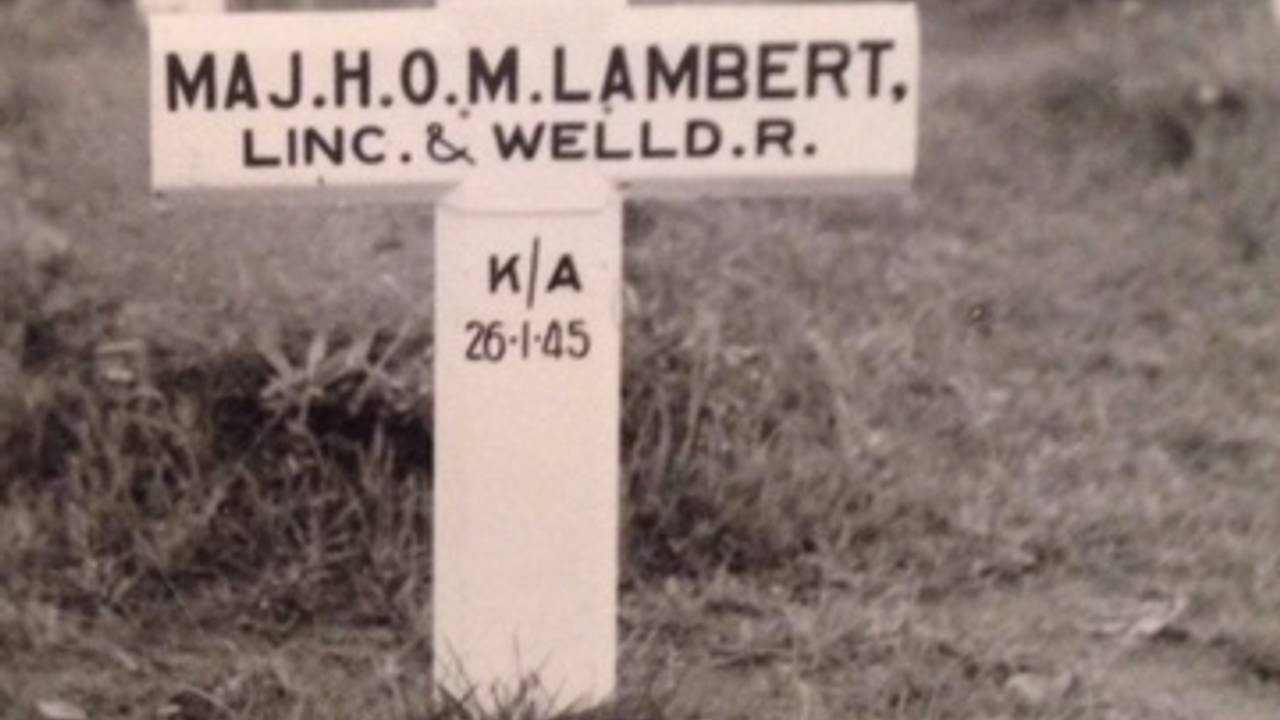 MAJ.H.O.M.LAMBERT,
LINC.& WELLD.R.
K/A
26·1·45